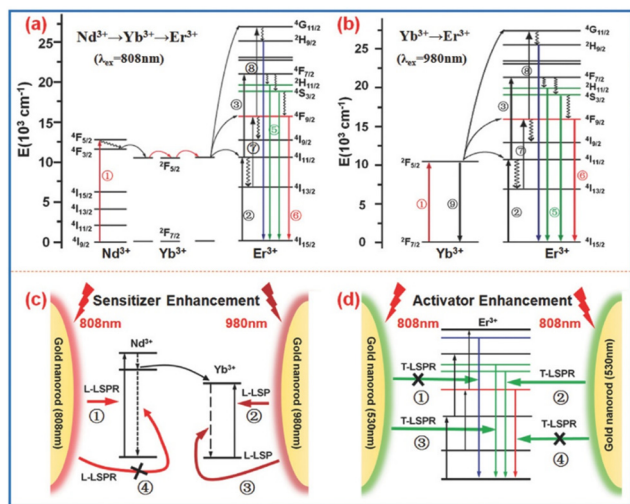 (a)
Nd³⁺→Yb³⁺→Er³⁺
(λex=808nm)
E(10³ cm⁻¹)
25
20
15
10
5
0
⁴F5/2
⁴F3/2
⁴I15/2
⁴I13/2
⁴I11/2
⁴I9/2
①
²F5/2
²F7/2
⁴G11/2
²H9/2
⁴F7/2
²H11/2
⁴S3/2
⁴F9/2
⁴I9/2
⁴I11/2
⁴I13/2
⁴I15/2
⑧
③
⑤
⑦
②
⑥
Nd³⁺
Yb³⁺
Er³⁺
(b)
Yb³⁺→Er³⁺
(λex=980nm)
E(10³ cm⁻¹)
25
20
15
10
5
0
²F5/2
²F7/2
①
⑨
⁴G11/2
²H9/2
⁴F7/2
²H11/2
⁴S3/2
⁴F9/2
⁴I9/2
⁴I11/2
⁴I13/2
⁴I15/2
⑧
③
⑦
②
⑤
⑥
Yb³⁺
Er³⁺
(c)
Sensitizer Enhancement
808nm
980nm
Gold nanorod (808nm)
Nd³⁺
Yb³⁺
L-LSPR
①
L-LSP
②
L-LSPR
④
L-LSP
③
Gold nanorod (980nm)
(d)
Activator Enhancement
808nm
808nm
Gold nanorod (530nm)
Er³⁺
T-LSPR
①
T-LSPR
②
T-LSPR
③
T-LSPR
④
Gold nanorod (530nm)